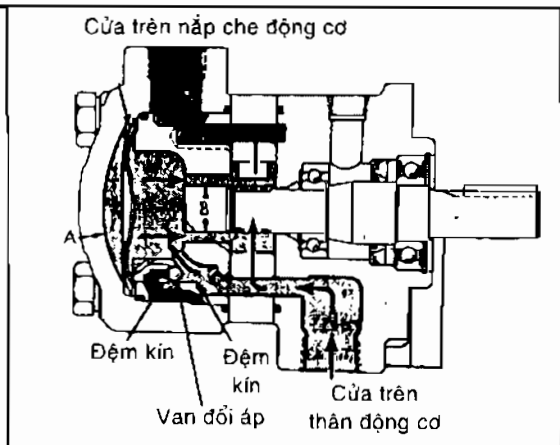 Cửa trên nắp che động cơ
A
B
Đệm kín
Đệm
kín
Van đổi áp
Cửa trên
thân động cơ